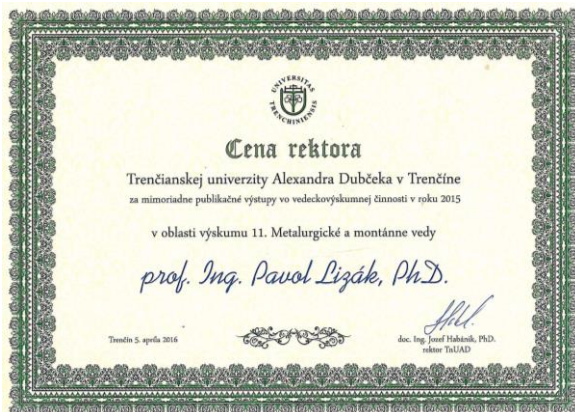 UNIVERSITAS TRENCHINIENSIS
Cena rektora
Trenčianskej univerzity Alexandra Dubčeka v Trenčíne
za mimoriadne publikačné výstupy vo vedeckovýskumnej činnosti v roku 2015
v oblasti výskumu 11. Metalurgické a montánne vedy
prof. Ing. Pavol Lizák, Ph.D.
Trenčín 5. apríla 2016
doc. Ing. Jozef Habánik, PhD.
rektor TnUAD